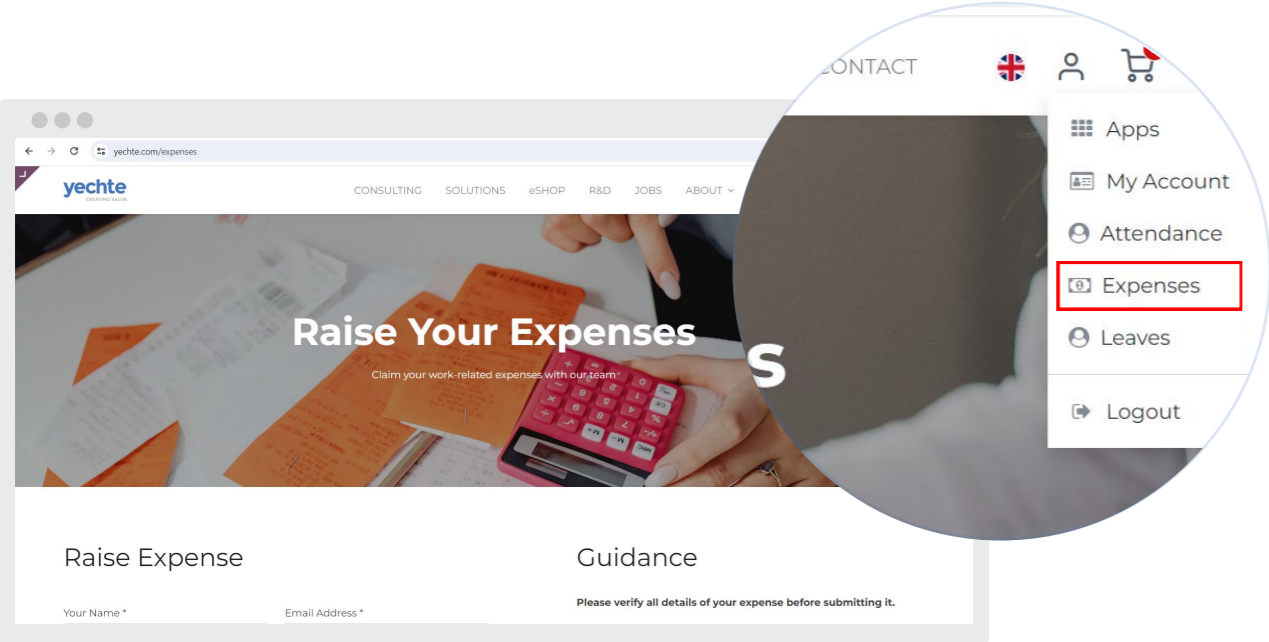 yechte.com/expenses
yechte
CREATING VALUE
CONSULTING SOLUTIONS eSHOP R&D JOBS ABOUT
CONTACT
Apps
My Account
Attendance
Expenses
Leaves
Logout
Raise Your Expenses
s
Claim your work-related expenses with our team
Raise Expense
Guidance
Your Name *
Email Address *
Please verify all details of your expense before submitting it.